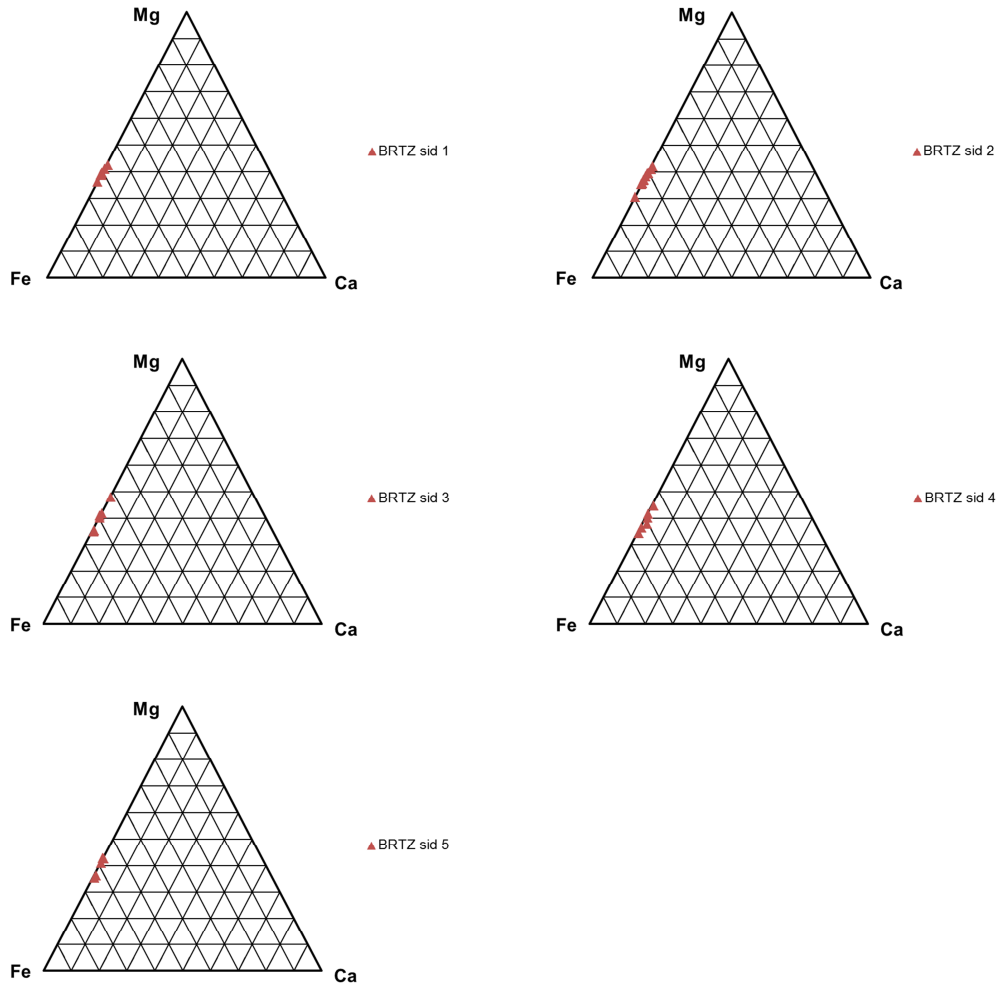 Mg
BRTZ sid 1
Fe
Ca
Mg
BRTZ sid 2
Fe
Ca
Mg
BRTZ sid 3
Fe
Ca
Mg
BRTZ sid 4
Fe
Ca
Mg
BRTZ sid 5
Fe
Ca